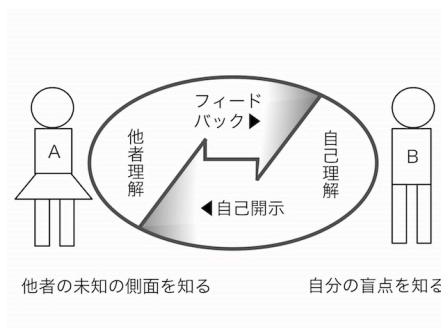 フィード
バック▶
A
他者理解
自己理解
B
◀自己開示
他者の未知の側面を知る
自分の盲点を知る